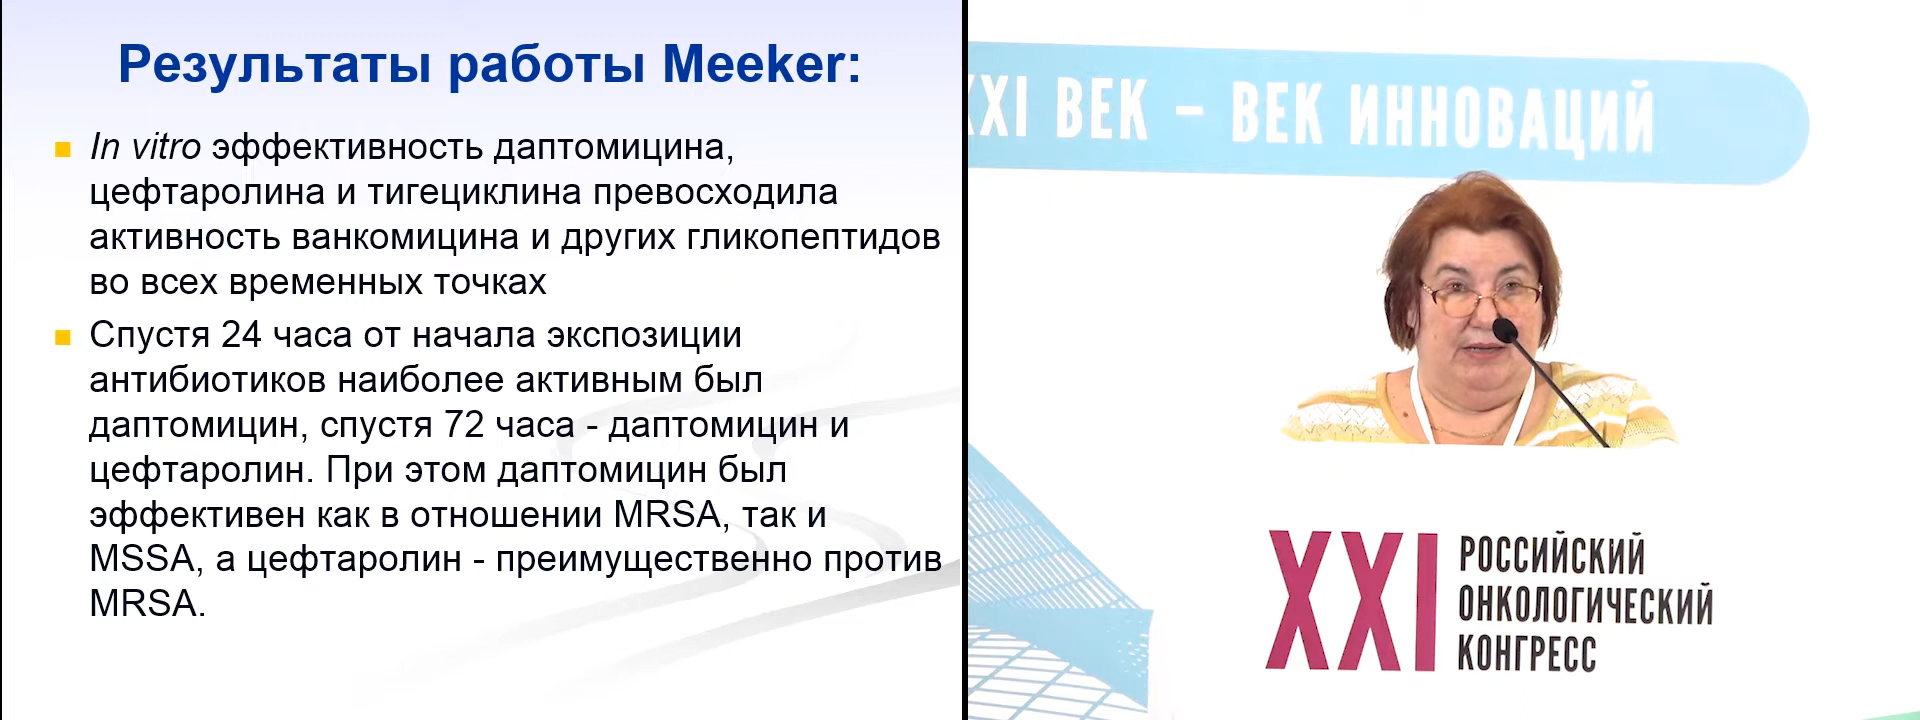 Результаты работы Meeker:
In vitro эффективность даптомицина,
цефтаролина и тигециклина превосходила
активность ванкомицина и других гликопептидов
во всех временных точках
Спустя 24 часа от начала экспозиции
антибиотиков наиболее активным был
даптомицин, спустя 72 часа - даптомицин и
цефтаролин. При этом даптомицин был
эффективен как в отношении MRSA, так и
MSSA, а цефтаролин - преимущественно против
MRSA.
XXI ВЕК – ВЕК ИННОВАЦИЙ
XXI
РОССИЙСКИЙ
ОНКОЛОГИЧЕСКИЙ
КОНГРЕСС